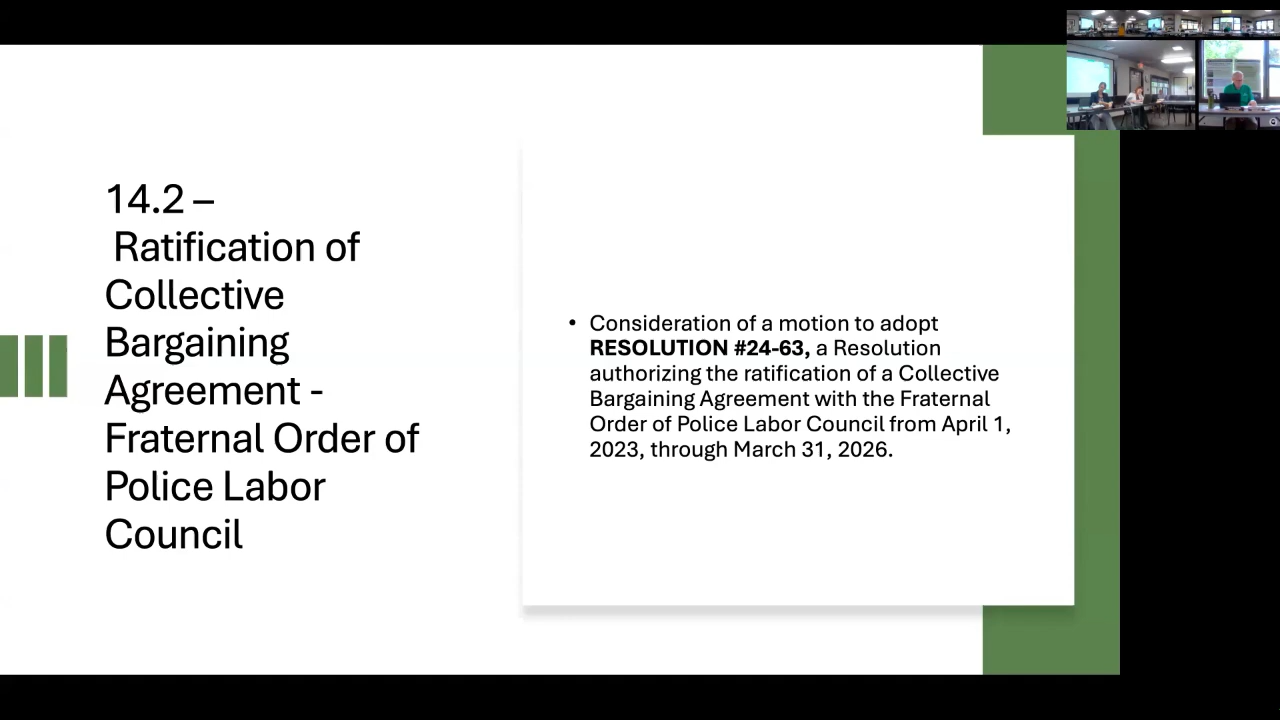 14.2 –
Ratification of
Collective
Bargaining
Agreement -
Fraternal Order of
Police Labor
Council
• Consideration of a motion to adopt
RESOLUTION #24-63, a Resolution
authorizing the ratification of a Collective
Bargaining Agreement with the Fraternal
Order of Police Labor Council from April 1,
2023, through March 31, 2026.